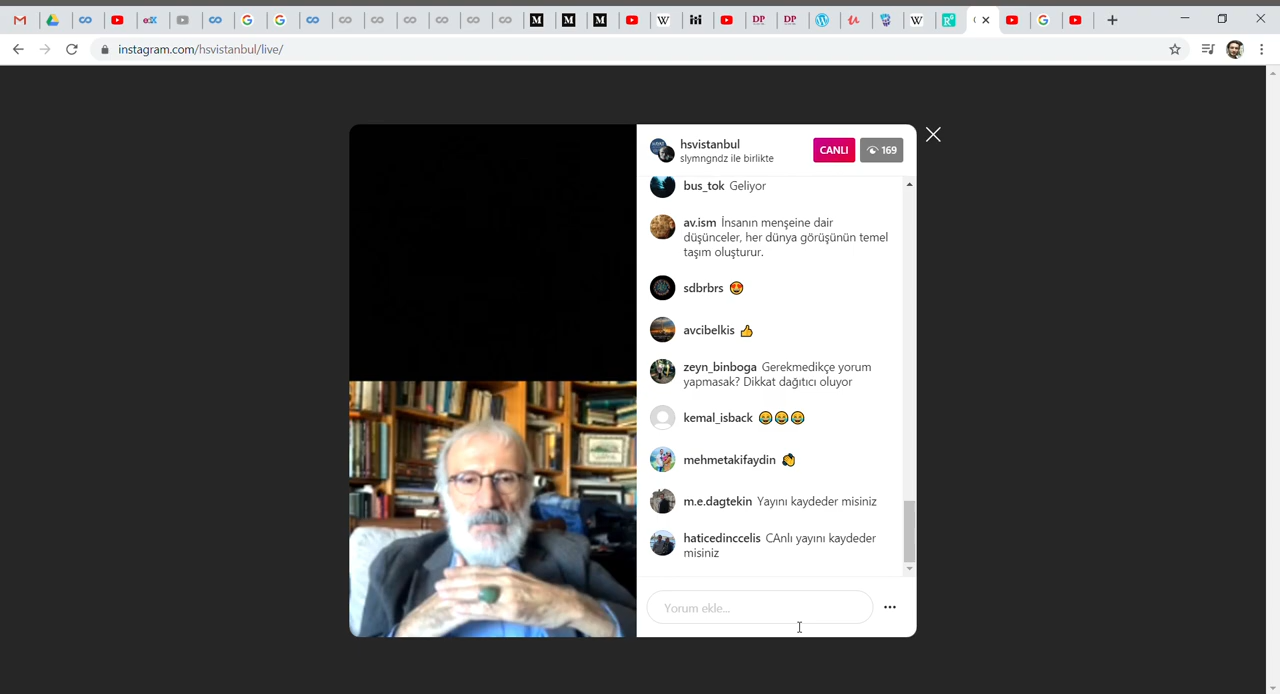 instagram.com/hsvistanbul/live/
hsvistanbul
slymngndz ile birlikte
CANLI
169
bus_tok Geliyor
av.ism İnsanın menşeine dair
düşünceler, her dünya görüşünün temel
taşım oluşturur.
sdbrbrs 😍
avcibelkis 👍
zeyn_binboga Gerekmedikçe yorum
yapmasak? Dikkat dağıtıcı oluyor
kemal_isback 😂😂😂
mehmetakifaydin 👏
m.e.dagtekin Yayını kaydeder misiniz
haticedinccelis CAnlı yayını kaydeder
misiniz
Yorum ekle...